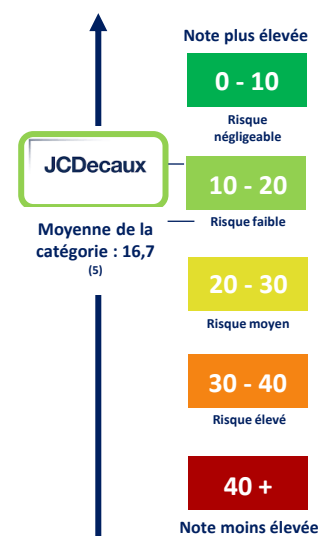 Note plus élevée
0 - 10
Risque
négligeable
JCDecaux
10 - 20
Risque faible
Moyenne de la
catégorie : 16,7
(5)
20 - 30
Risque moyen
30 - 40
Risque élevé
40 +
Note moins élevée